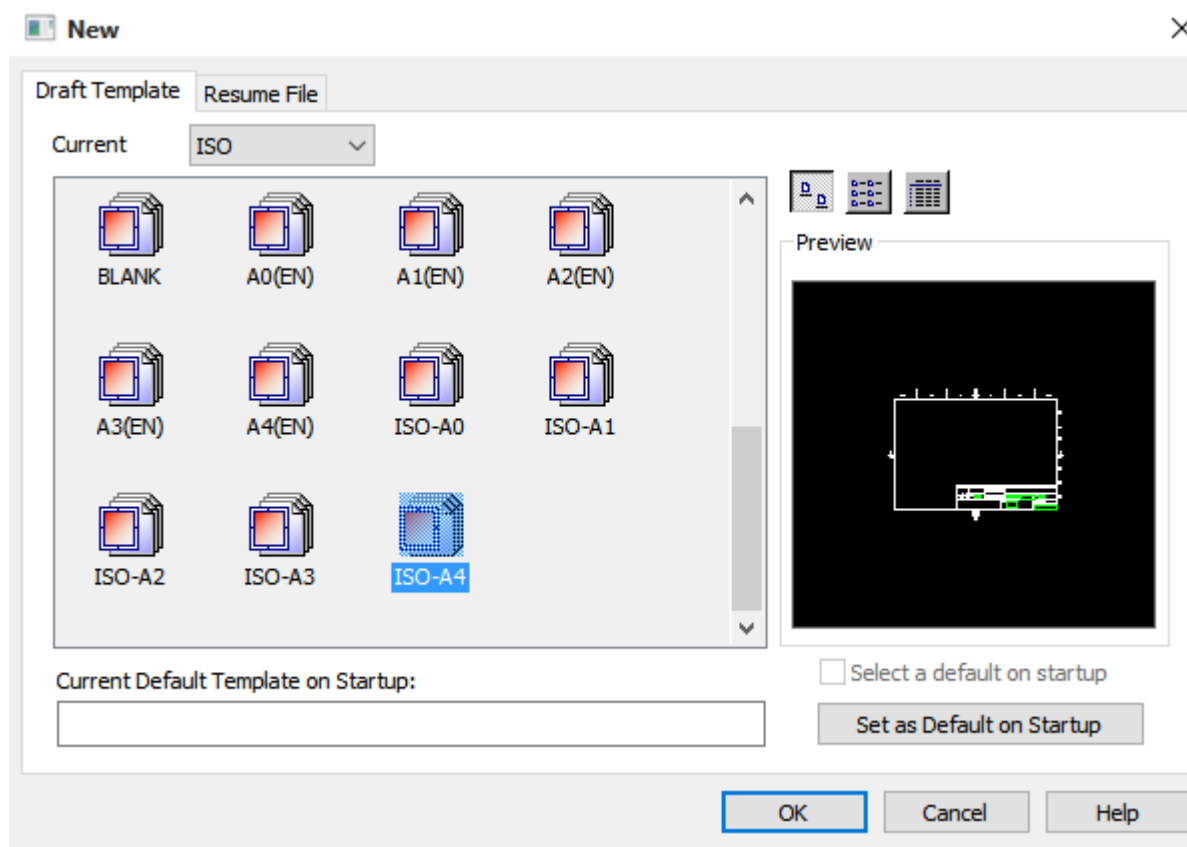 New
Draft Template Resume File
Current ISO
BLANK A0(EN) A1(EN) A2(EN)
A3(EN) A4(EN) ISO-A0 ISO-A1
ISO-A2 ISO-A3 ISO-A4
Preview
Current Default Template on Startup:
Select a default on startup
Set as Default on Startup
OK Cancel Help